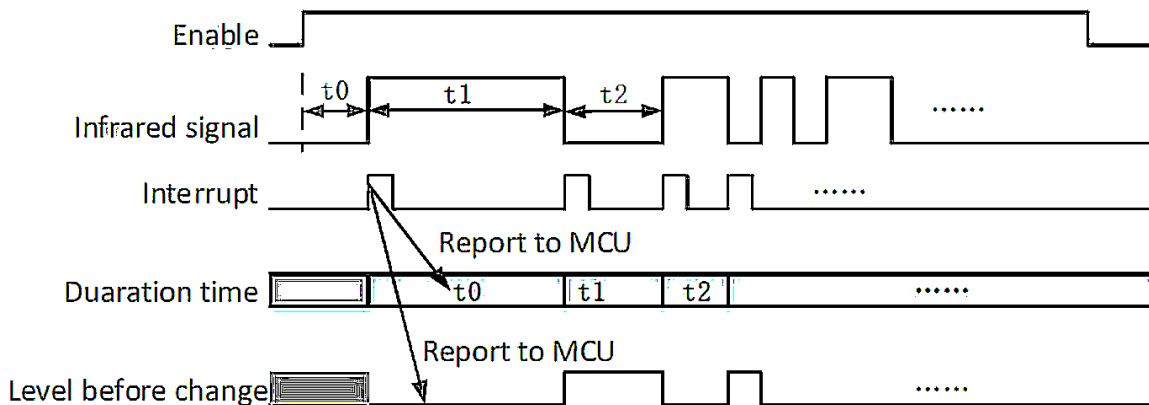 Enable
t0
t1
t2
Infrared signal
……
Interrupt
……
Report to MCU
Duaration time
t0
t1
t2
……
Report to MCU
Level before change
……